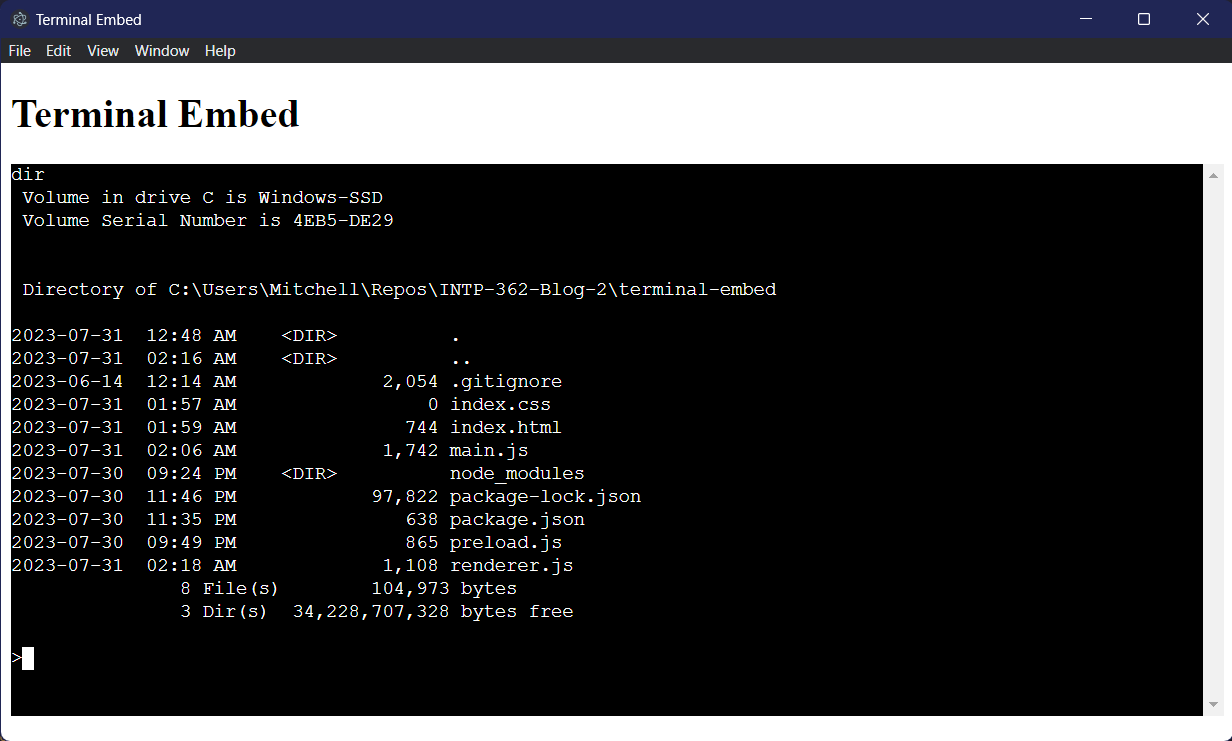 Terminal Embed
File Edit View Window Help
Terminal Embed
dir
 Volume in drive C is Windows-SSD
 Volume Serial Number is 4EB5-DE29
 Directory of C:\Users\Mitchell\Repos\INTP-362-Blog-2\terminal-embed
2023-07-31  12:48 AM    <DIR>          .
2023-07-31  02:16 AM    <DIR>          ..
2023-06-14  12:14 AM             2,054 .gitignore
2023-07-31  01:57 AM                 0 index.css
2023-07-31  01:59 AM               744 index.html
2023-07-31  02:06 AM             1,742 main.js
2023-07-30  09:24 PM    <DIR>          node_modules
2023-07-30  11:46 PM            97,822 package-lock.json
2023-07-30  11:35 PM               638 package.json
2023-07-30  09:49 PM               865 preload.js
2023-07-31  02:18 AM             1,108 renderer.js
               8 File(s)        104,973 bytes
               3 Dir(s)  34,228,707,328 bytes free
>